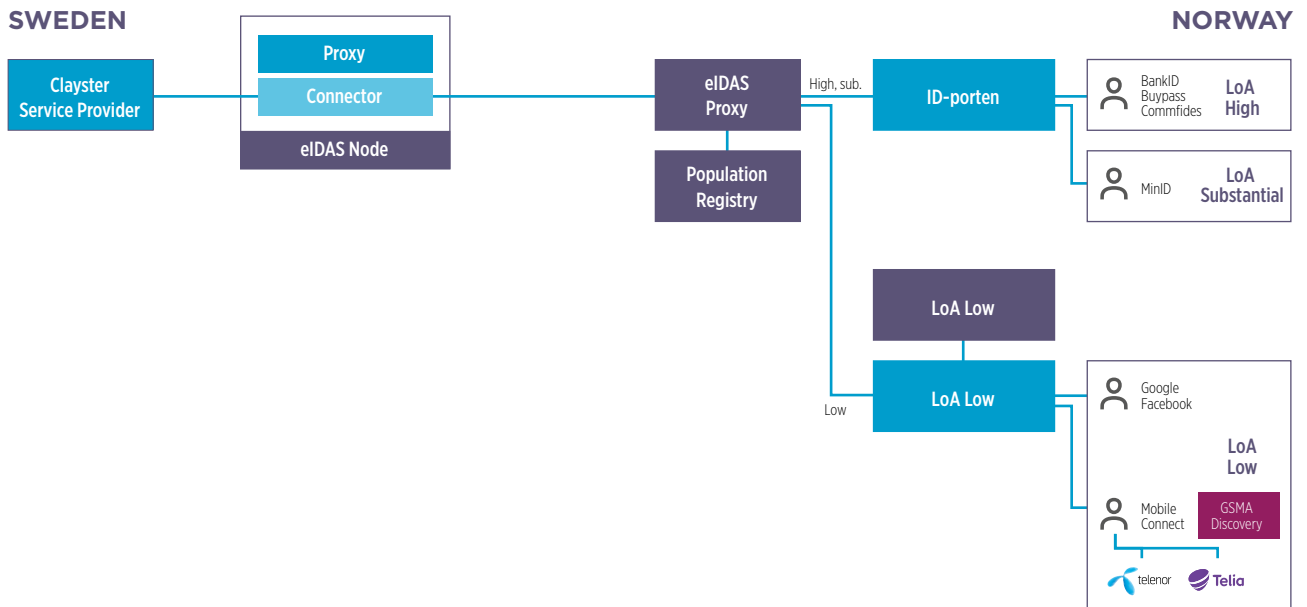 SWEDEN
NORWAY
Clayster
Service Provider
Proxy
Connector
eIDAS Node
eIDAS
Proxy
Population
Registry
High, sub.
Low
ID-porten
LoA Low
LoA Low
BankID
Buypass
Commfides
LoA
High
MinID
LoA
Substantial
Google
Facebook
LoA
Low
Mobile
Connect
GSMA
Discovery
telenor
Telia